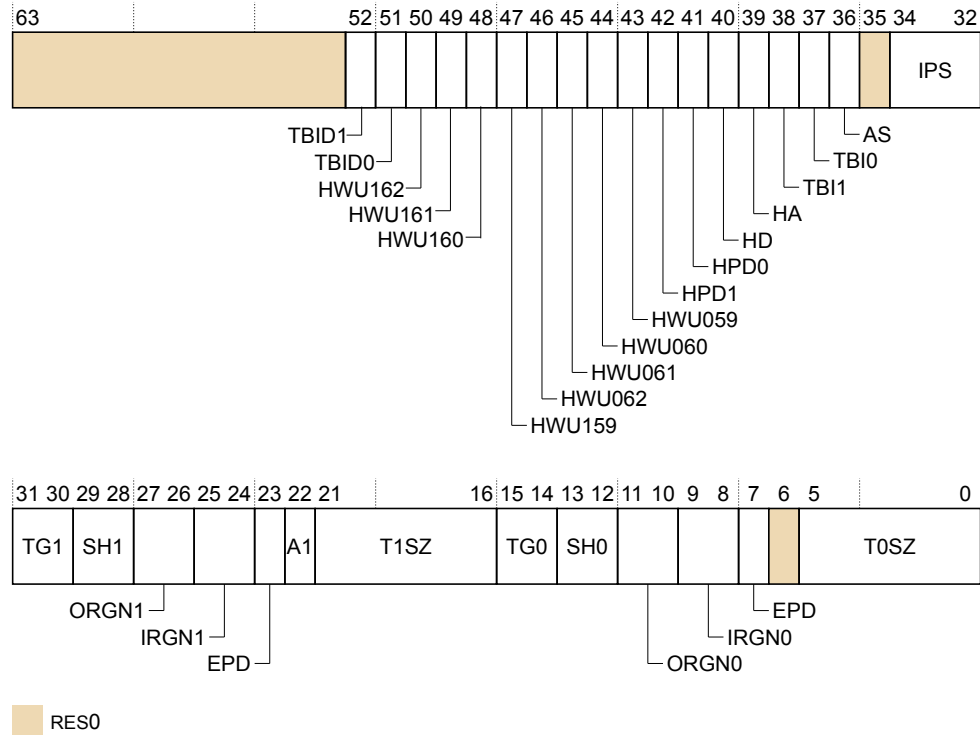 63 52 51 50 49 48 47 46 45 44 43 42 41 40 39 38 37 36 35 34 32
IPS
TBID1 AS
TBID0 TBI0
HWU162 TBI1
HWU161 HA
HWU160 HD
HPD0
HPD1
HWU059
HWU060
HWU061
HWU062
HWU159
31 30 29 28 27 26 25 24 23 22 21 16 15 14 13 12 11 10 9 8 7 6 5 0
TG1 SH1 A1 T1SZ TG0 SH0 T0SZ
ORGN1 EPD
IRGN1 IRGN0
EPD ORGN0
RES0